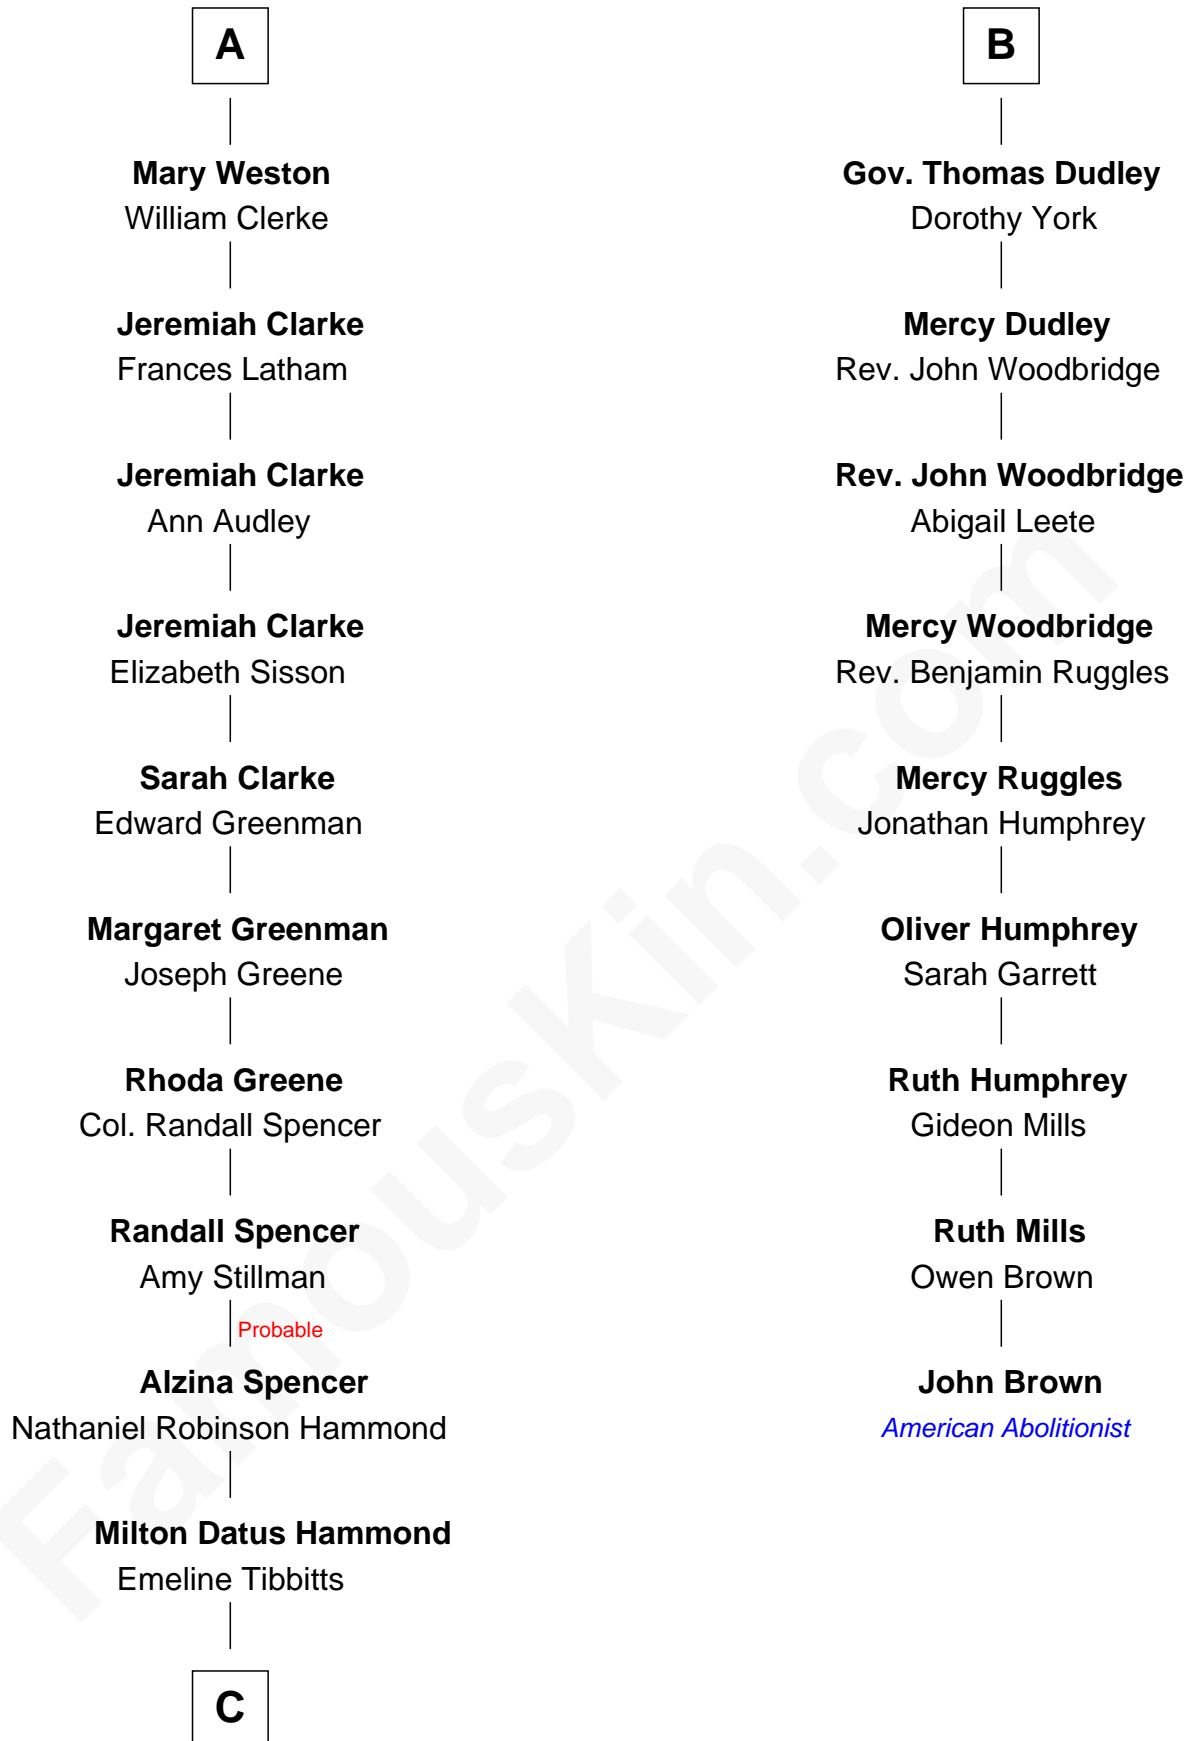 A
Mary Weston
William Clerke
Jeremiah Clarke
Frances Latham
Jeremiah Clarke
Ann Audley
Jeremiah Clarke
Elizabeth Sisson
Sarah Clarke
Edward Greenman
Margaret Greenman
Joseph Greene
Rhoda Greene
Col. Randall Spencer
Randall Spencer
Amy Stillman
Probable
Alzina Spencer
Nathaniel Robinson Hammond
Milton Datus Hammond
Emeline Tibbitts
C
B
Gov. Thomas Dudley
Dorothy York
Mercy Dudley
Rev. John Woodbridge
Rev. John Woodbridge
Abigail Leete
Mercy Woodbridge
Rev. Benjamin Ruggles
Mercy Ruggles
Jonathan Humphrey
Oliver Humphrey
Sarah Garrett
Ruth Humphrey
Gideon Mills
Ruth Mills
Owen Brown
John Brown
American Abolitionist
FamousKin.com